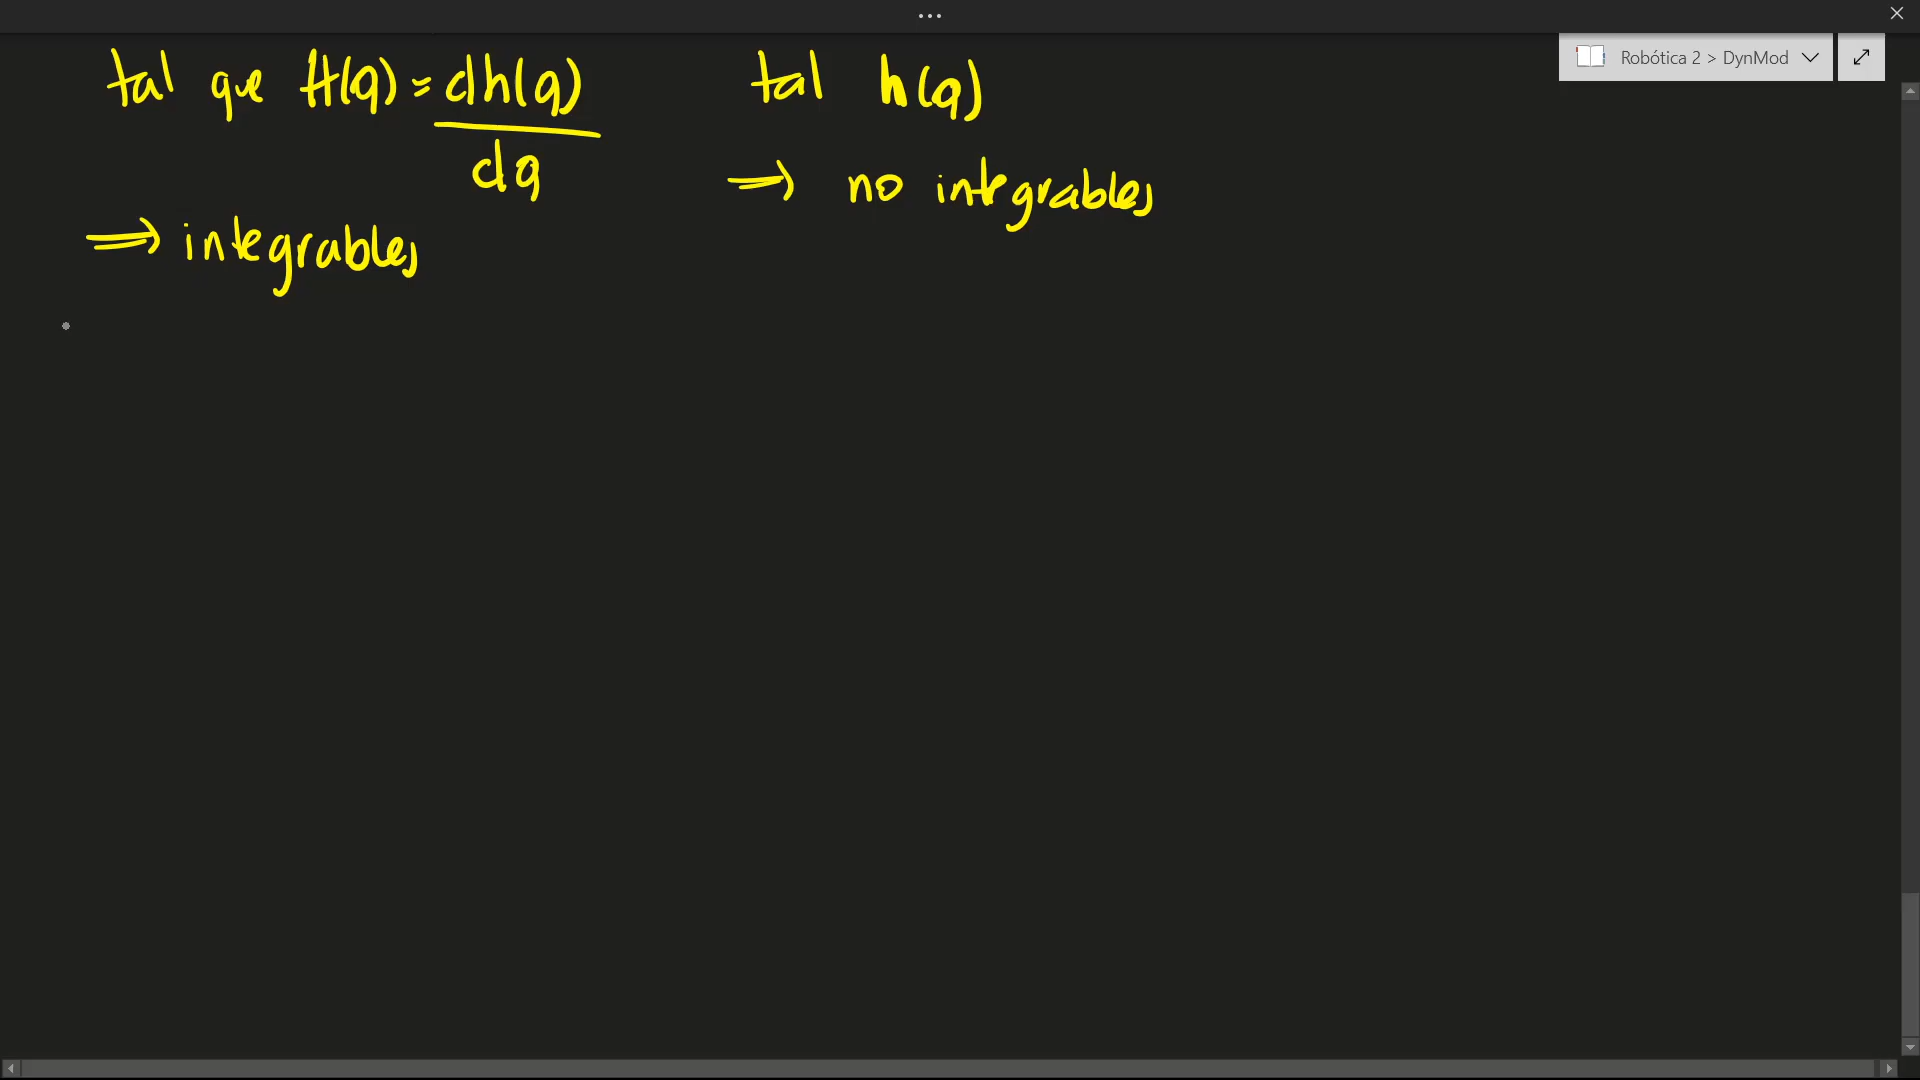 ...
Robótica 2 > DynMod
tal que H(q) = dh(q)
dq
⇒ integrables
tal h(q)
⇒ no integrables